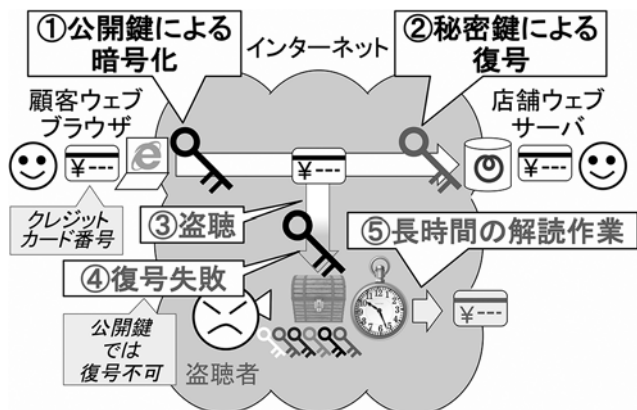 ①公開鍵による
暗号化
インターネット
②秘密鍵による
復号
顧客ウェブ
ブラウザ
店舗ウェブ
サーバ
¥---
¥---
¥---
クレジット
カード番号
③盗聴
④復号失敗
⑤長時間の解読作業
¥---
公開鍵
では
復号不可
盗聴者